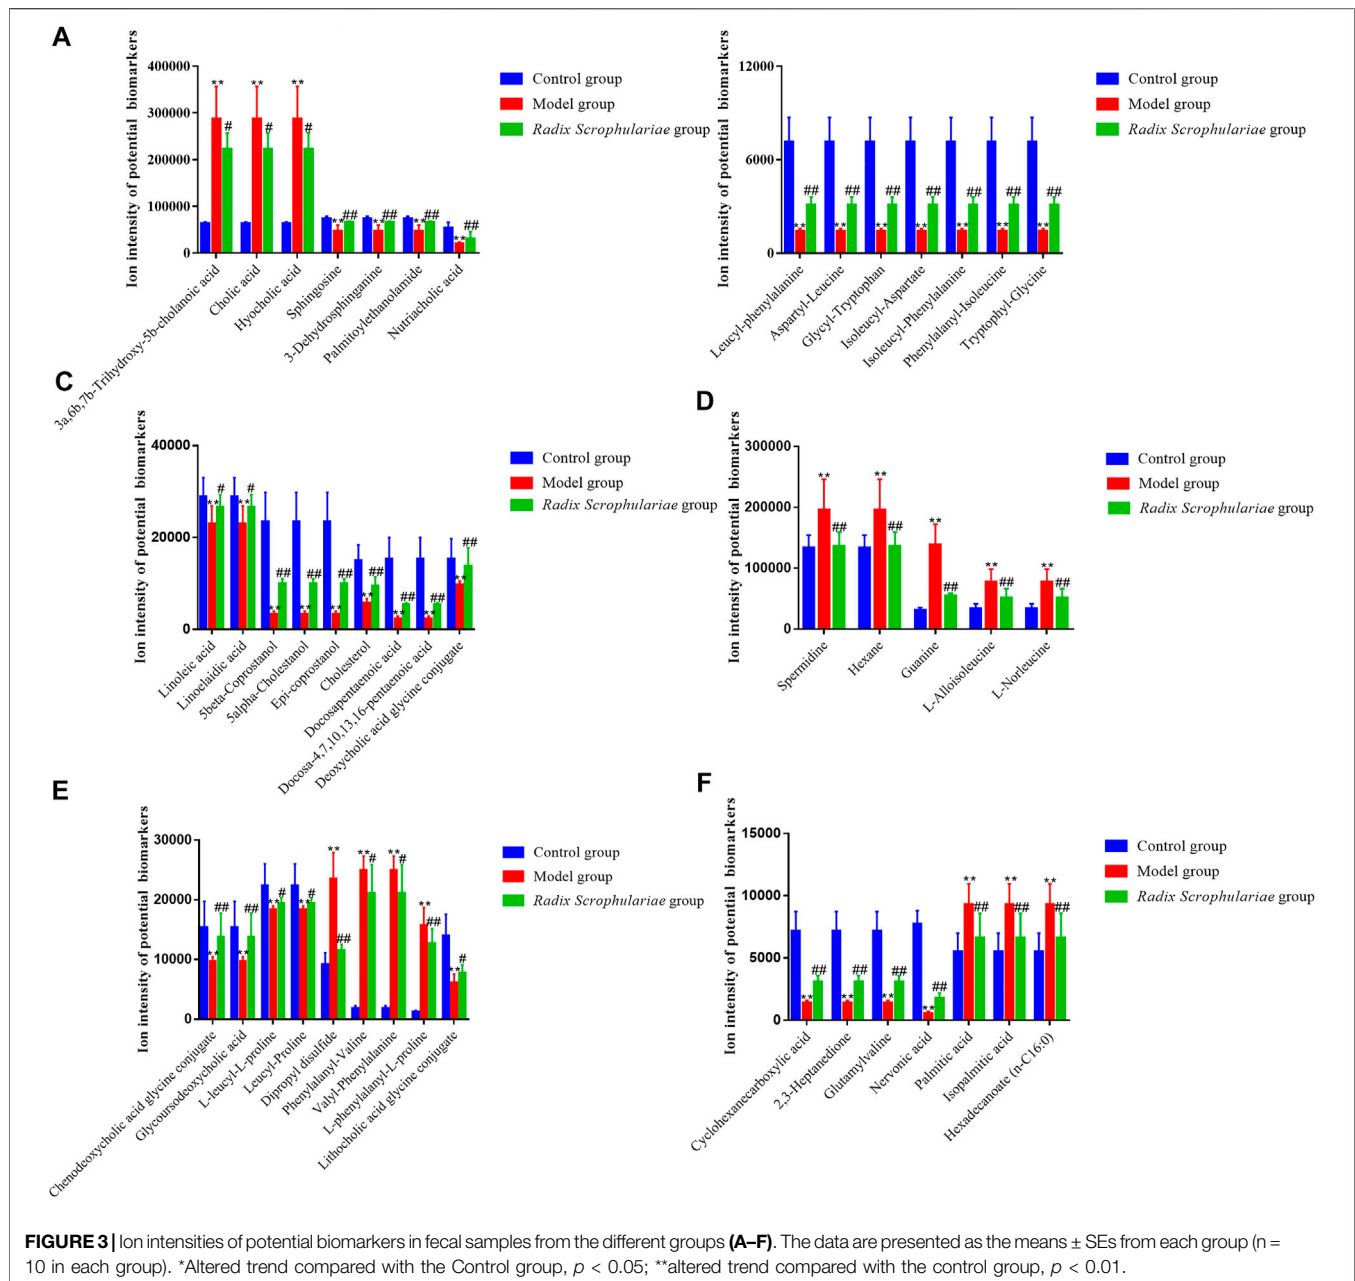 A
Ion intensity of potential biomarkers
400000
300000
200000
100000
0
** ** ** ** ** ** **
# # # ## ## ## ##
3a,6b,7b-Trihydroxy-5b-cholanoic acid
Cholic acid
Hyocholic acid
Sphingosine
3-Dehydrosphinganine
Palmitoylethanolamide
Nutriacholic acid
Control group
Model group
Radix Scrophulariae group
Ion intensity of potential biomarkers
12000
6000
0
** ** ** ** ** ** **
## ## ## ## ## ## ##
Leucyl-phenylalanine
Aspartyl-Leucine
Glycyl-Tryptophan
Isoleucyl-Aspartate
Isoleucyl-Phenylalanine
Phenylalanyl-Isoleucine
Tryptophyl-Glycine
Control group
Model group
Radix Scrophulariae group
C
Ion intensity of potential biomarkers
40000
20000
0
** ** ** ** ** ** ** ** **
# # ## ## ## ## ## ## ##
Linoleic acid
Linoelaidic acid
5beta-Coprostanol
5alpha-Cholestanol
Epi-coprostanol
Cholesterol
Docosapentaenoic acid
Docosa-4,7,10,13,16-pentaenoic acid
Deoxycholic acid glycine conjugate
Control group
Model group
Radix Scrophulariae group
D
Ion intensity of potential biomarkers
300000
200000
100000
0
** ** ** ** **
## ## ## ## ##
Spermidine
Hexane
Guanine
L-Alloisoleucine
L-Norleucine
Control group
Model group
Radix Scrophulariae group
E
Ion intensity of potential biomarkers
30000
20000
10000
0
** ** ** ** ** ** ** ** **
## ## # # ## # # ## #
Chenodeoxycholic acid glycine conjugate
Glycoursodeoxycholic acid
L-leucyl-L-proline
Leucyl-Proline
Dipropyl disulfide
Phenylalanyl-Valine
Valyl-Phenylalanine
L-phenylalanyl-L-proline
Lithocholic acid glycine conjugate
Control group
Model group
Radix Scrophulariae group
F
Ion intensity of potential biomarkers
15000
10000
5000
0
** ** ** ** ** ** **
## ## ## ## ## ## ##
Cyclohexanecarboxylic acid
2,3-Heptanedione
Glutamylvaline
Nervonic acid
Palmitic acid
Isopalmitic acid
Hexadecanoate (n-C16:0)
Control group
Model group
Radix Scrophulariae group
FIGURE 3 | Ion intensities of potential biomarkers in fecal samples from the different groups (A–F). The data are presented as the means ± SEs from each group (n =
10 in each group). *Altered trend compared with the Control group, p < 0.05; **altered trend compared with the control group, p < 0.01.